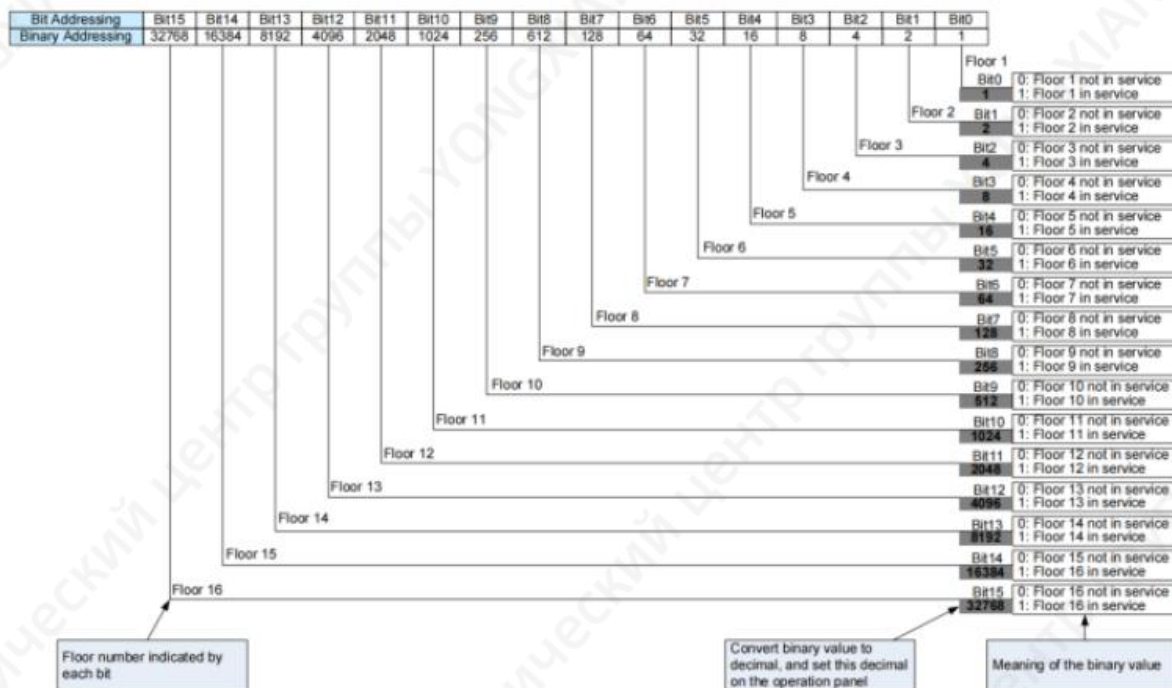 Bit Addressing Bit15 Bit14 Bit13 Bit12 Bit11 Bit10 Bit9 Bit8 Bit7 Bit6 Bit5 Bit4 Bit3 Bit2 Bit1 Bit0
Binary Addressing 32768 16384 8192 4096 2048 1024 256 612 128 64 32 16 8 4 2 1
Floor 1
Bit0 0: Floor 1 not in service
1 1: Floor 1 in service
Floor 2 Bit1 0: Floor 2 not in service
2 1: Floor 2 in service
Floor 3 Bit2 0: Floor 3 not in service
4 1: Floor 3 in service
Floor 4 Bit3 0: Floor 4 not in service
8 1: Floor 4 in service
Floor 5 Bit4 0: Floor 5 not in service
16 1: Floor 5 in service
Floor 6 Bit5 0: Floor 6 not in service
32 1: Floor 6 in service
Floor 7 Bit6 0: Floor 7 not in service
64 1: Floor 7 in service
Floor 8 Bit7 0: Floor 8 not in service
128 1: Floor 8 in service
Floor 9 Bit8 0: Floor 9 not in service
256 1: Floor 9 in service
Floor 10 Bit9 0: Floor 10 not in service
512 1: Floor 10 in service
Floor 11 Bit10 0: Floor 11 not in service
1024 1: Floor 11 in service
Floor 12 Bit11 0: Floor 12 not in service
2048 1: Floor 12 in service
Floor 13 Bit12 0: Floor 13 not in service
4096 1: Floor 13 in service
Floor 14 Bit13 0: Floor 14 not in service
8192 1: Floor 14 in service
Floor 15 Bit14 0: Floor 15 not in service
16384 1: Floor 16 in service
Floor 16 Bit15 0: Floor 16 not in service
32768 1: Floor 16 in service
Floor number indicated by
each bit
Convert binary value to
decimal, and set this decimal
on the operation panel
Meaning of the binary value
ический центр группы YONGXIAN